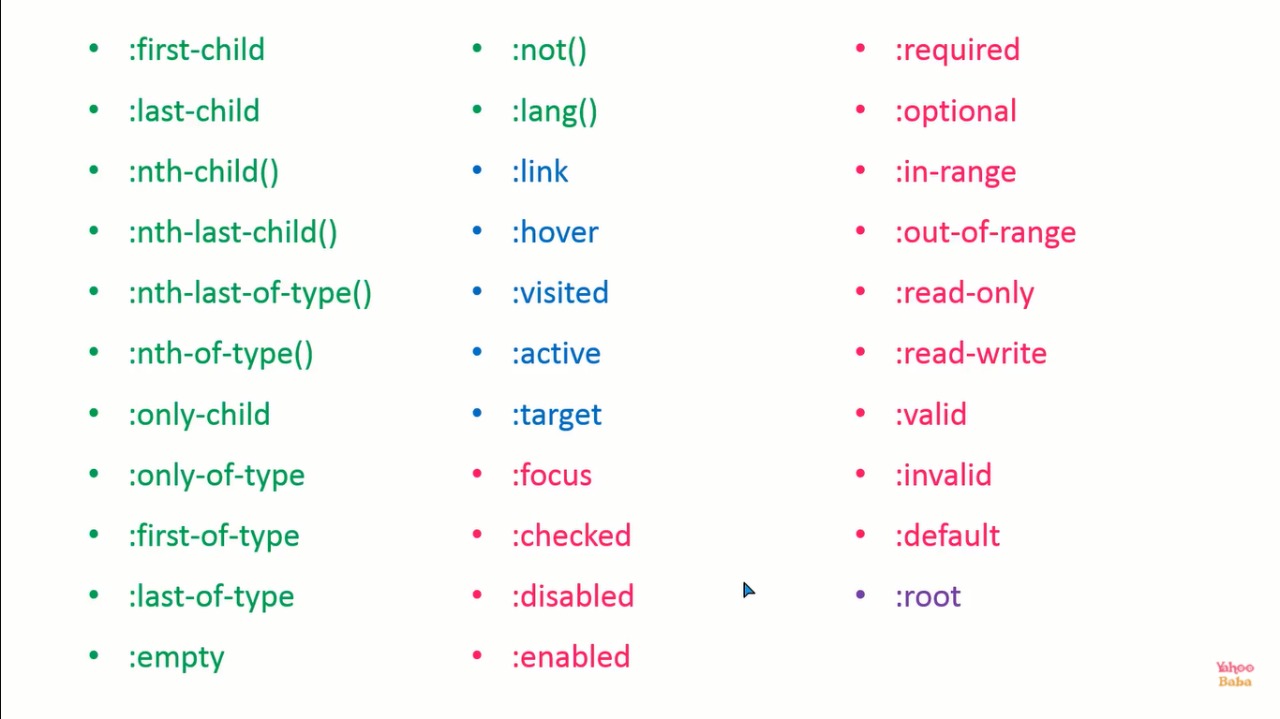 • :first-child
• :last-child
• :nth-child()
• :nth-last-child()
• :nth-last-of-type()
• :nth-of-type()
• :only-child
• :only-of-type
• :first-of-type
• :last-of-type
• :empty
• :not()
• :lang()
• :link
• :hover
• :visited
• :active
• :target
• :focus
• :checked
• :disabled
• :enabled
• :required
• :optional
• :in-range
• :out-of-range
• :read-only
• :read-write
• :valid
• :invalid
• :default
• :root
Yahoo
Baba